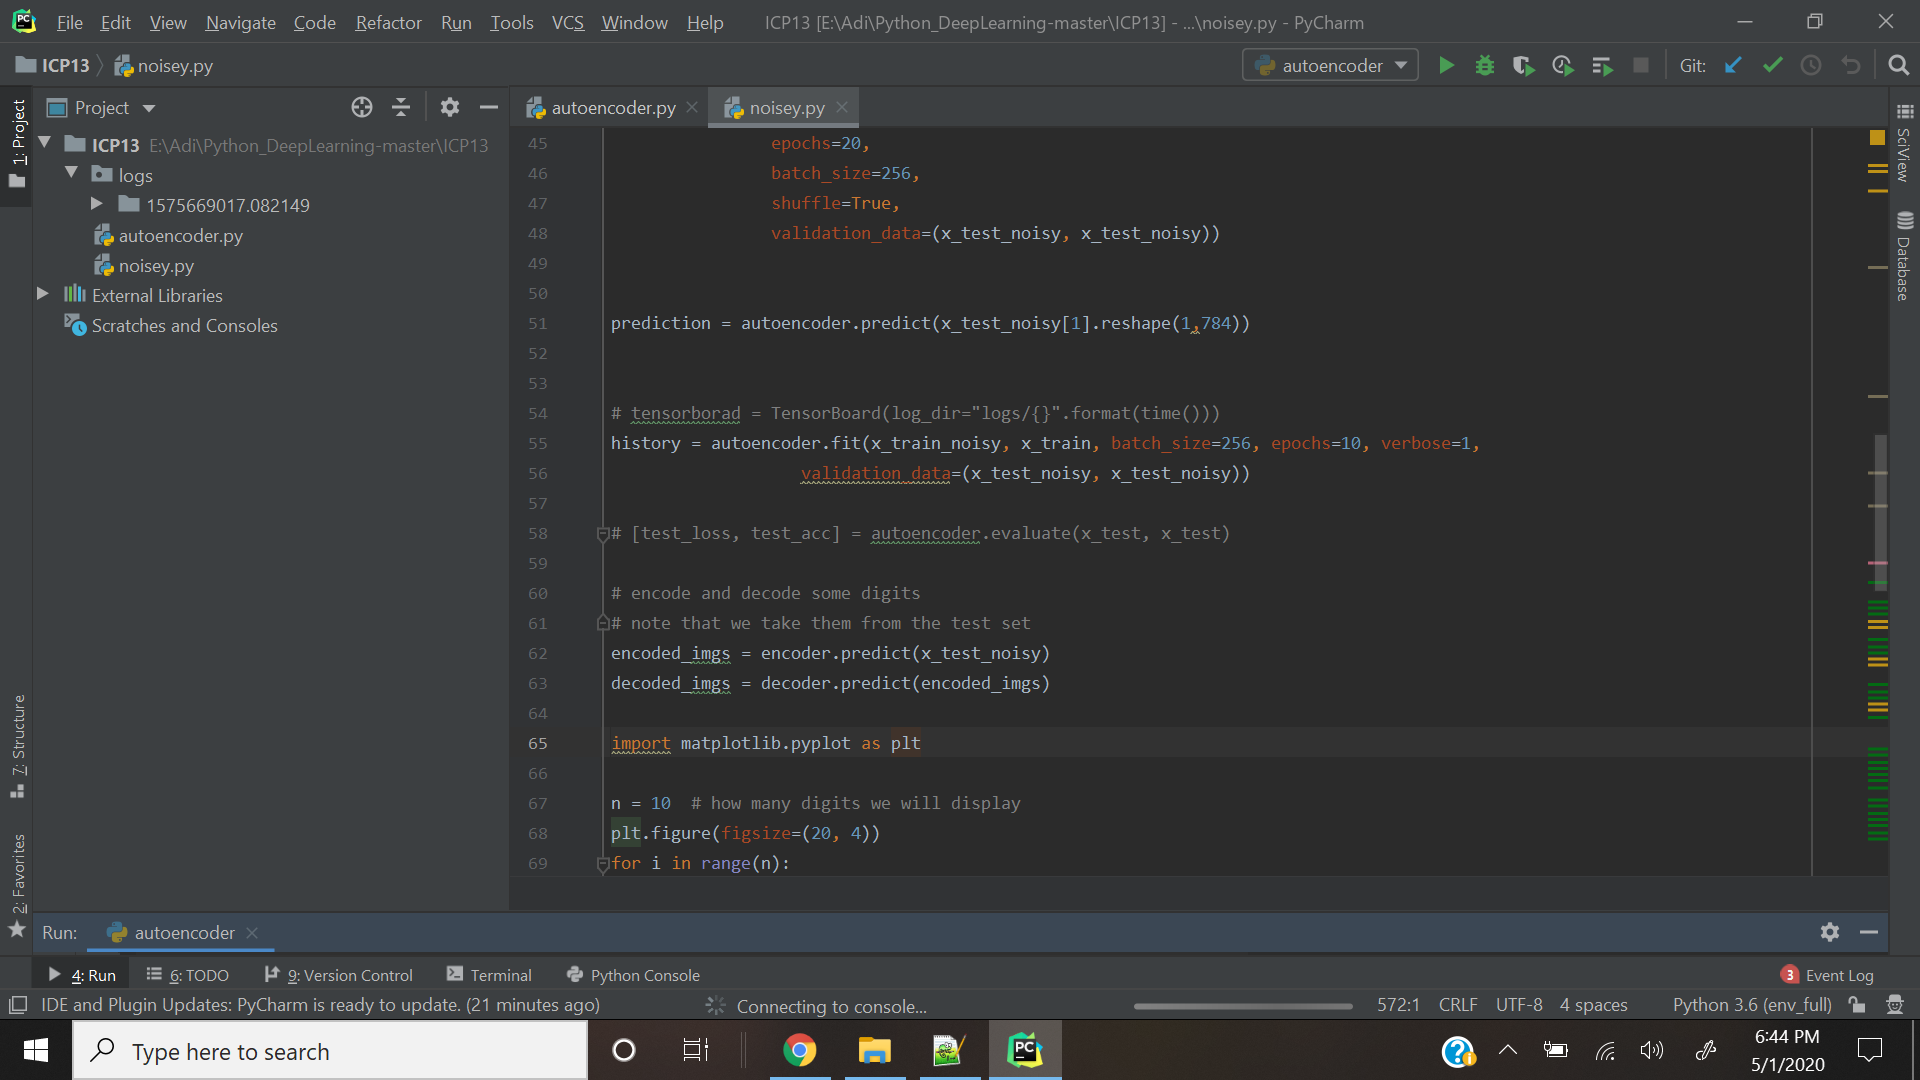 File Edit View Navigate Code Refactor Run Tools VCS Window Help ICP13 [E:\Adi\Python_DeepLearning-master\ICP13] - ...\noisey.py - PyCharm
ICP13 noisey.py autoencoder Git:
1: Project
Project
autoencoder.py noisey.py
ICP13 E:\Adi\Python_DeepLearning-master\ICP13
logs
1575669017.082149
autoencoder.py
noisey.py
External Libraries
Scratches and Consoles
45 epochs=20,
46 batch_size=256,
47 shuffle=True,
48 validation_data=(x_test_noisy, x_test_noisy))
49
50
51 prediction = autoencoder.predict(x_test_noisy[1].reshape(1,784))
52
53
54 # tensorborad = TensorBoard(log_dir="logs/{}".format(time()))
55 history = autoencoder.fit(x_train_noisy, x_train, batch_size=256, epochs=10, verbose=1,
56 validation_data=(x_test_noisy, x_test_noisy))
57
58 # [test_loss, test_acc] = autoencoder.evaluate(x_test, x_test)
59
60 # encode and decode some digits
61 # note that we take them from the test set
62 encoded_imgs = encoder.predict(x_test_noisy)
63 decoded_imgs = decoder.predict(encoded_imgs)
64
65 import matplotlib.pyplot as plt
66
67 n = 10 # how many digits we will display
68 plt.figure(figsize=(20, 4))
69 for i in range(n):
SciView
Database
7: Structure
2: Favorites
Run: autoencoder
4: Run 6: TODO 9: Version Control Terminal Python Console 3 Event Log
IDE and Plugin Updates: PyCharm is ready to update. (21 minutes ago) Connecting to console... 572:1 CRLF UTF-8 4 spaces Python 3.6 (env_full)
Type here to search
PC
6:44 PM
5/1/2020